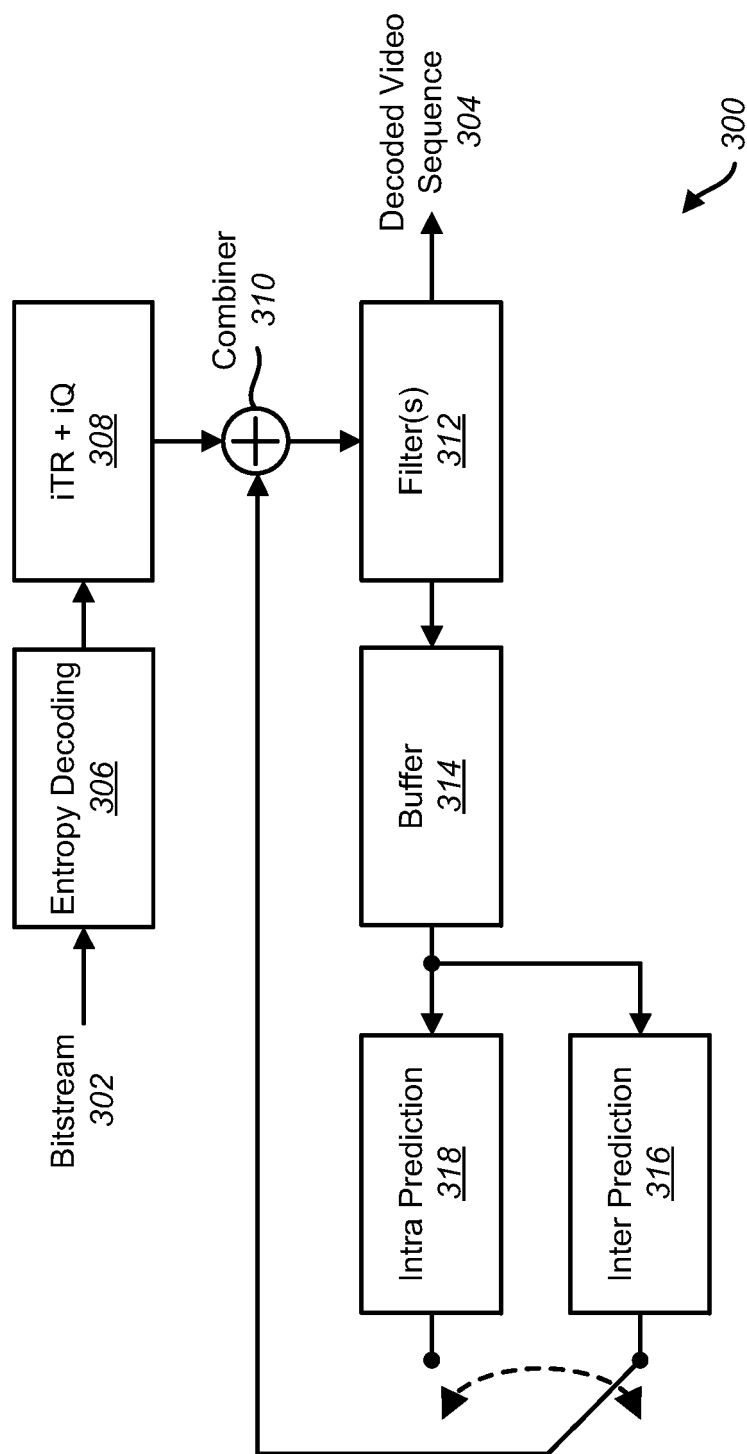 Bitstream
302
Entropy Decoding
306
iTR + iQ
308
Combiner
310
Intra Prediction
318
Buffer
314
Filter(s)
312
Decoded Video
Sequence
304
Inter Prediction
316
300